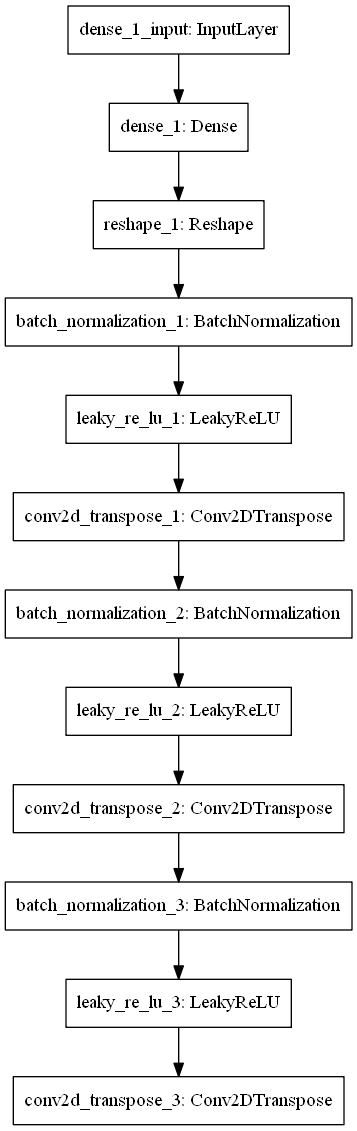 dense_1_input: InputLayer
dense_1: Dense
reshape_1: Reshape
batch_normalization_1: BatchNormalization
leaky_re_lu_1: LeakyReLU
conv2d_transpose_1: Conv2DTranspose
batch_normalization_2: BatchNormalization
leaky_re_lu_2: LeakyReLU
conv2d_transpose_2: Conv2DTranspose
batch_normalization_3: BatchNormalization
leaky_re_lu_3: LeakyReLU
conv2d_transpose_3: Conv2DTranspose